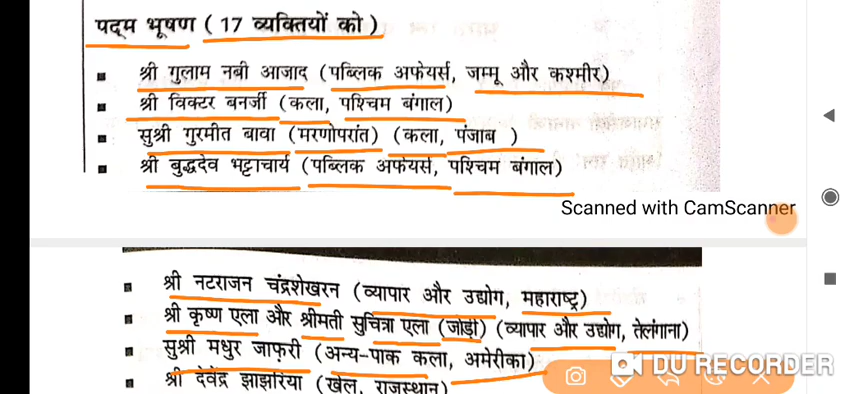 पद्म भूषण (17 व्यक्तियों को)
▪ श्री गुलाम नबी आजाद (पब्लिक अफेयर्स, जम्मू और कश्मीर)
▪ श्री विक्टर बनर्जी (कला, पश्चिम बंगाल)
▪ सुश्री गुरमीत बावा (मरणोपरांत) (कला, पंजाब )
▪ श्री बुद्धदेव भट्टाचार्य (पब्लिक अफेयर्स, पश्चिम बंगाल)
Scanned with CamScanner
▪ श्री नटराजन चंद्रशेखरन (व्यापार और उद्योग, महाराष्ट्र)
▪ श्री कृष्ण एला और श्रीमती सुचित्रा एला (जोड़ी) (व्यापार और उद्योग, तेलंगाना)
▪ सुश्री मधुर जाफ़री (अन्य-पाक कला, अमेरीका)
DU RECORDER
▪ श्री देवेंद्र झाझरिया (खेल, राजस्थान)